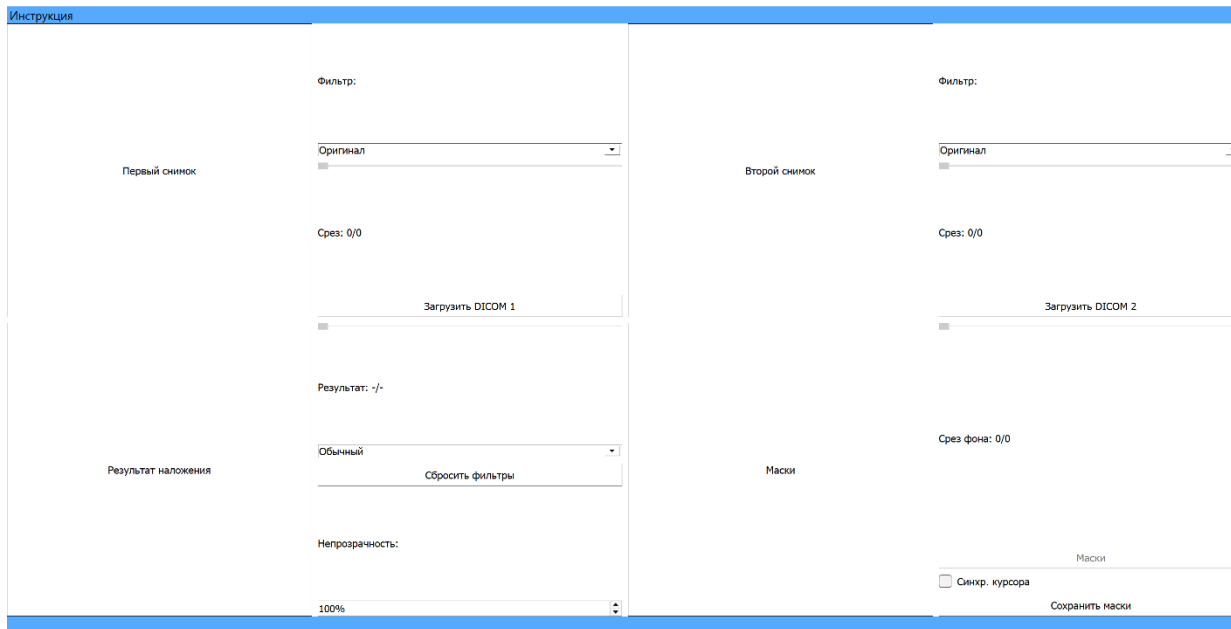 Инструкция
Первый снимок
Фильтр:
Оригинал
Срез: 0/0
Загрузить DICOM 1
Второй снимок
Фильтр:
Оригинал
Срез: 0/0
Загрузить DICOM 2
Результат наложения
Результат: -/-
Обычный
Сбросить фильтры
Непрозрачность:
100%
Маски
Срез фона: 0/0
Маски
Синхр. курсора
Сохранить маски